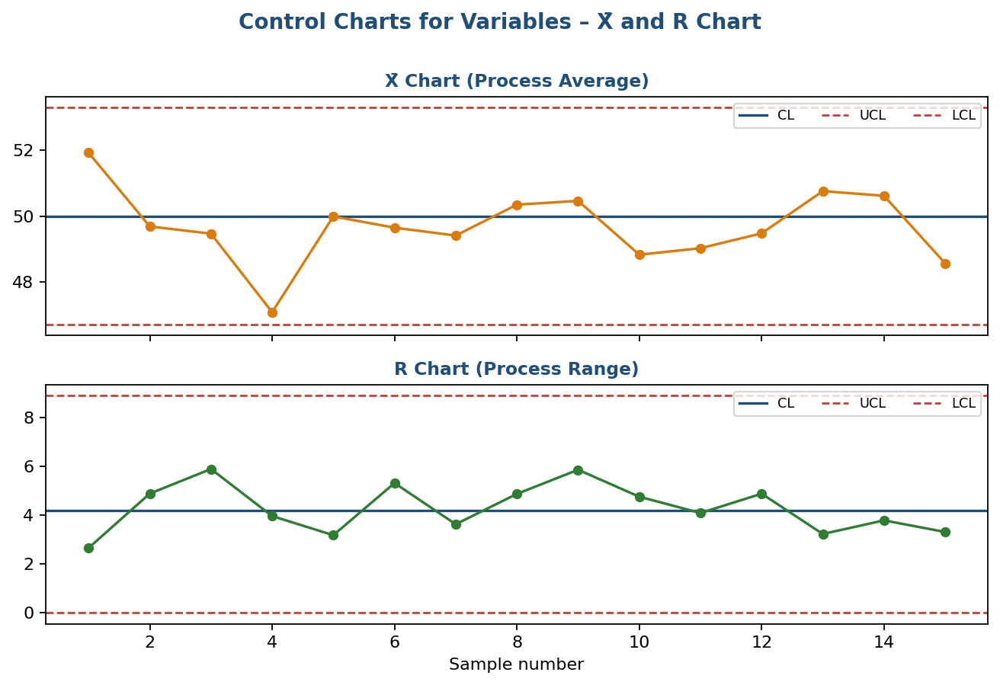 Control Charts for Variables – X̄ and R Chart
X̄ Chart (Process Average)
CL UCL LCL
52
50
48
R Chart (Process Range)
CL UCL LCL
8
6
4
2
0
2 4 6 8 10 12 14
Sample number